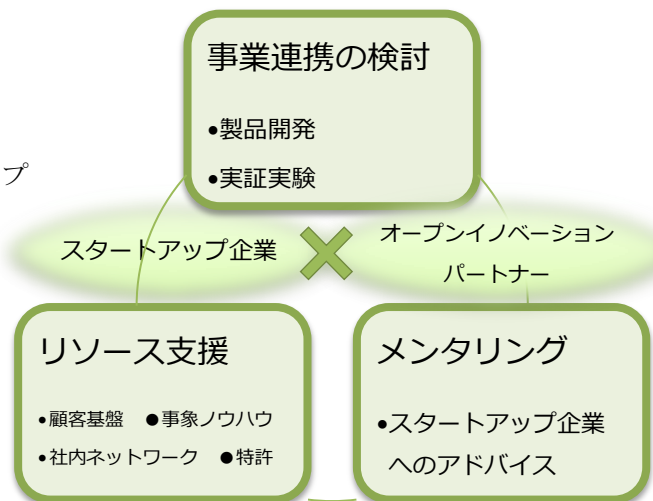 事業連携の検討
•製品開発
•実証実験
プ
スタートアップ企業
オープンイノベーション
パートナー
リソース支援
•顧客基盤 ●事象ノウハウ
•社内ネットワーク ●特許
メンタリング
•スタートアップ企業
へのアドバイス